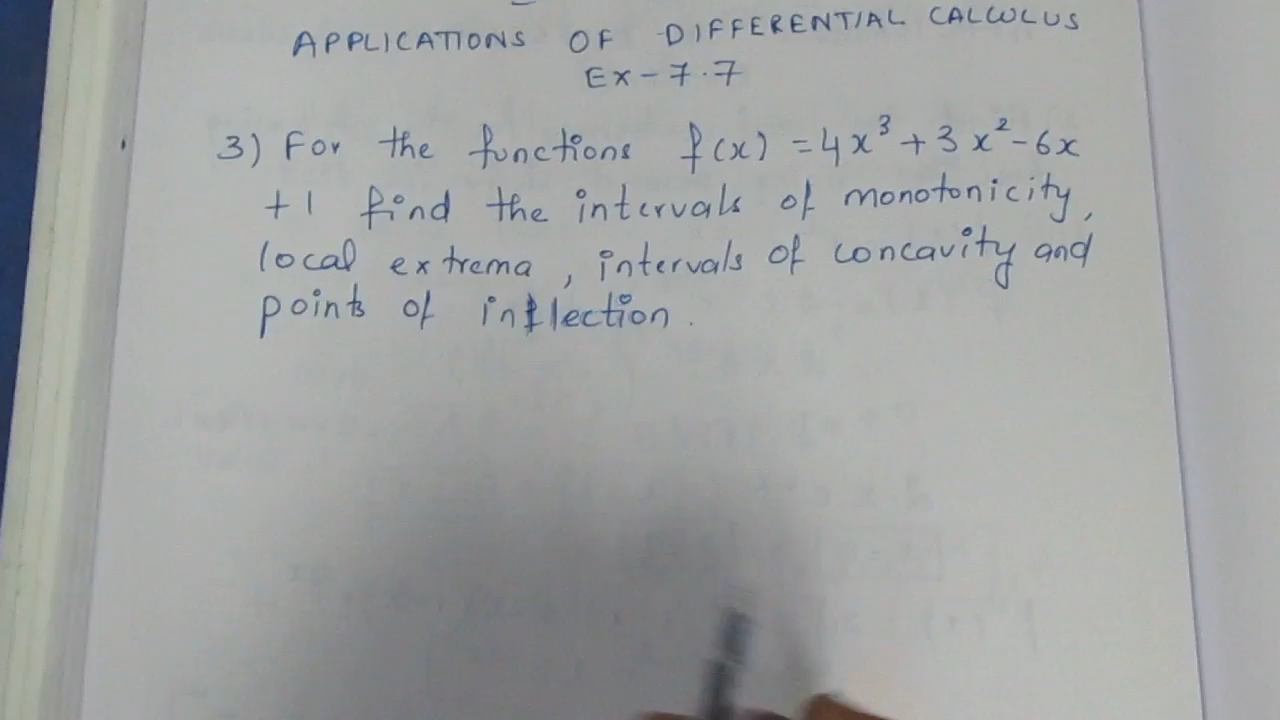 APPLICATIONS OF DIFFERENTIAL CALCULUS
Ex-7.7
3) For the functions f(x) = 4x³ + 3x² - 6x
+1 find the intervals of monotonicity,
local extrema, intervals of concavity and
points of inflection.